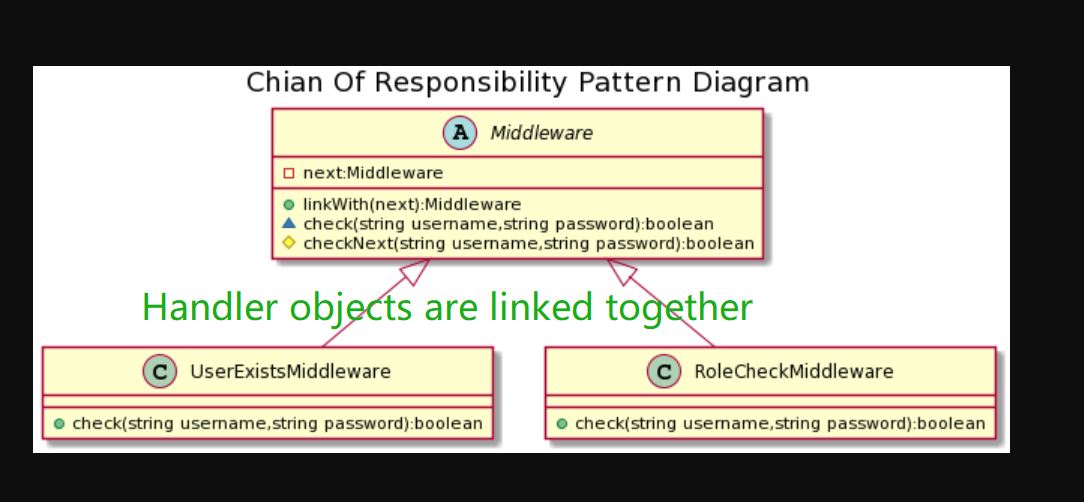 Chian Of Responsibility Pattern Diagram
A Middleware
next:Middleware
linkWith(next):Middleware
check(string username,string password):boolean
checkNext(string username,string password):boolean
Handler objects are linked together
C UserExistsMiddleware
check(string username,string password):boolean
C RoleCheckMiddleware
check(string username,string password):boolean